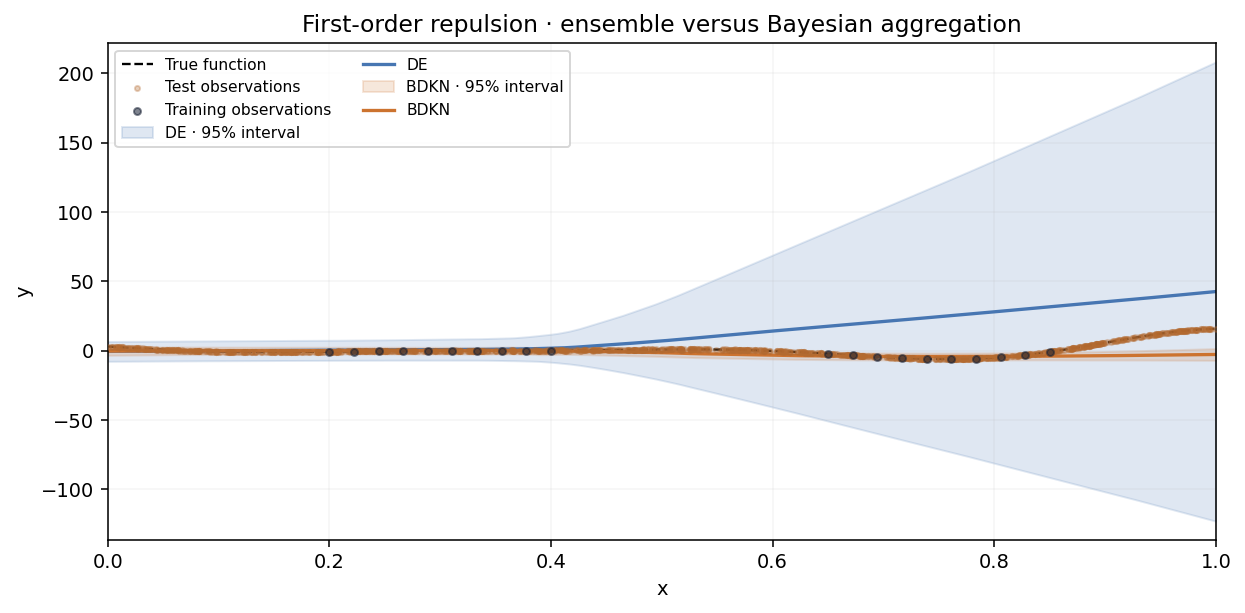 First-order repulsion · ensemble versus Bayesian aggregation
True function
Test observations
Training observations
DE · 95% interval
DE
BDKN · 95% interval
BDKN
200
150
100
50
0
−50
−100
y
0.0 0.2 0.4 0.6 0.8 1.0
x